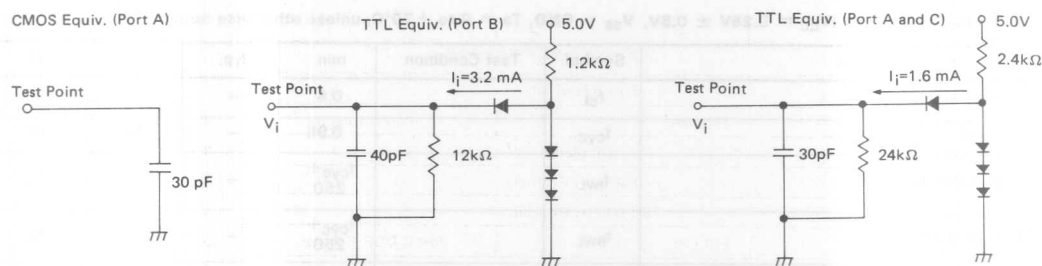 CMOS Equiv. (Port A)
Test Point
30 pF
TTL Equiv. (Port B)
5.0V
1.2kΩ
Ii=3.2 mA
Test Point
Vi
40pF
12kΩ
TTL Equiv. (Port A and C)
5.0V
2.4kΩ
Ii=1.6 mA
Test Point
Vi
30pF
24kΩ